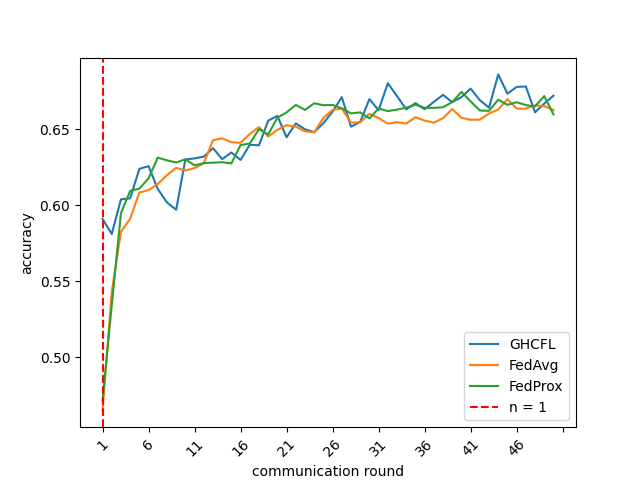 0.65
0.60
0.55
0.50
accuracy
GHCFL
FedAvg
FedProx
n = 1
1
6
11
16
21
26
31
36
41
46
communication round